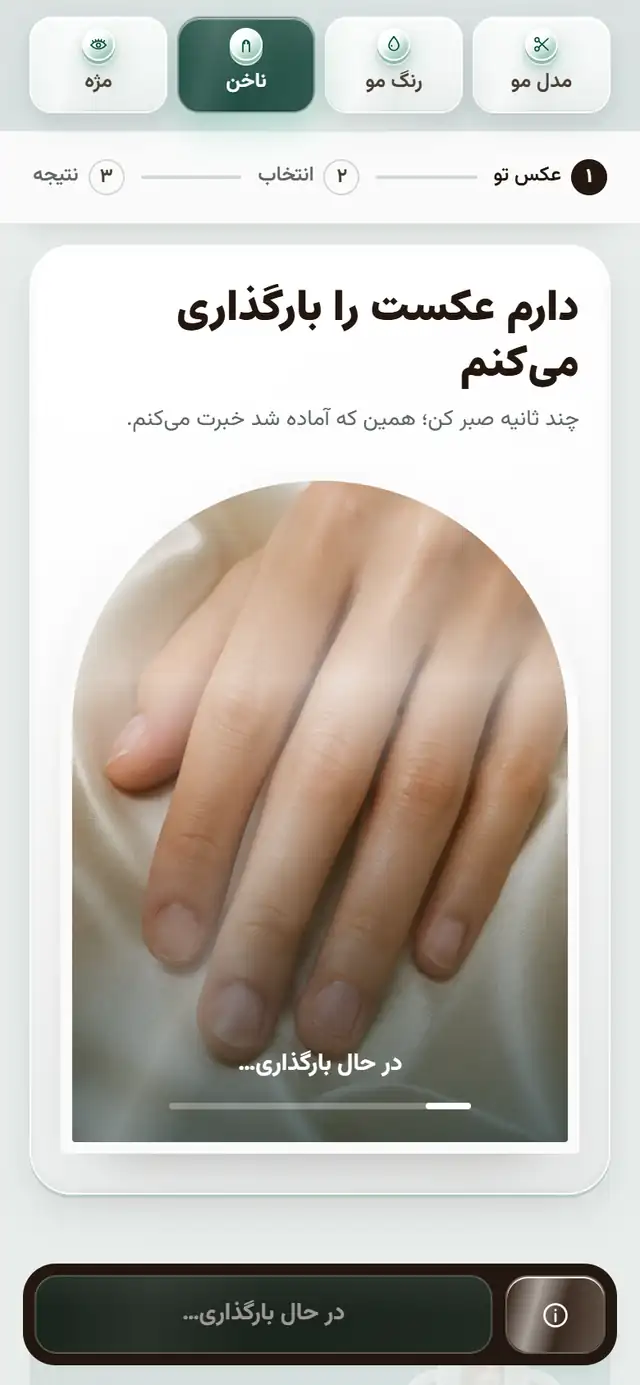 مدل مو
رنگ مو
ناخن
مژه
۱ عکس تو
۲ انتخاب
۳ نتیجه
دارم عکست را بارگذاری
می‌کنم
چند ثانیه صبر کن؛ همین که آماده شد خبرت می‌کنم.
در حال بارگذاری...
در حال بارگذاری...